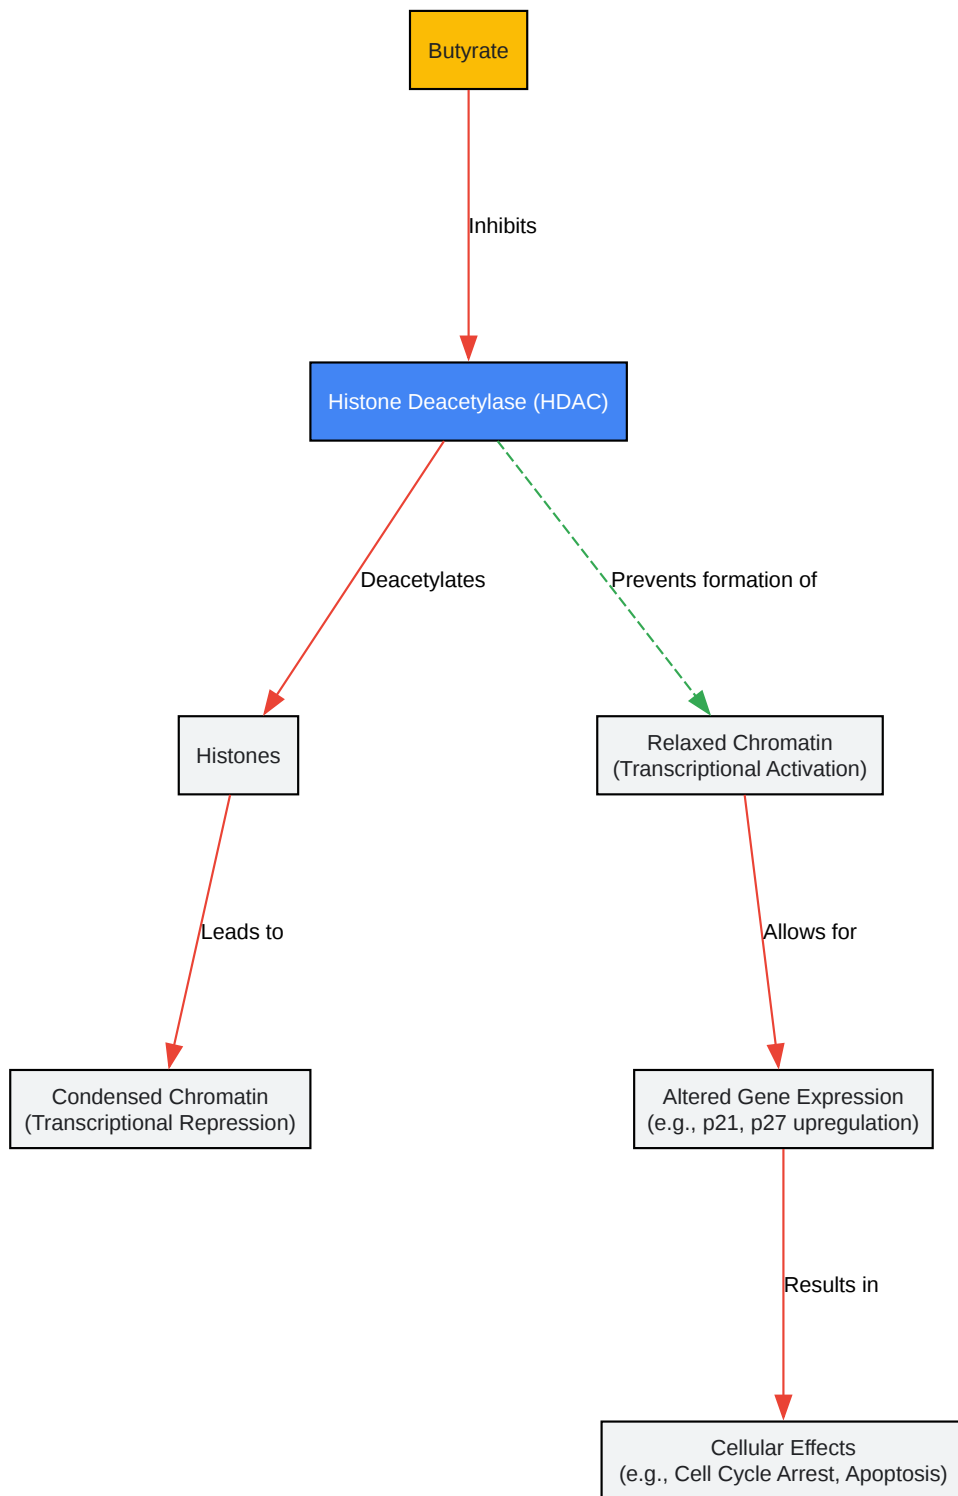 Butyrate
Inhibits
Histone Deacetylase (HDAC)
Deacetylates
Prevents formation of
Histones
Relaxed Chromatin
(Transcriptional Activation)
Leads to
Allows for
Condensed Chromatin
(Transcriptional Repression)
Altered Gene Expression
(e.g., p21, p27 upregulation)
Results in
Cellular Effects
(e.g., Cell Cycle Arrest, Apoptosis)